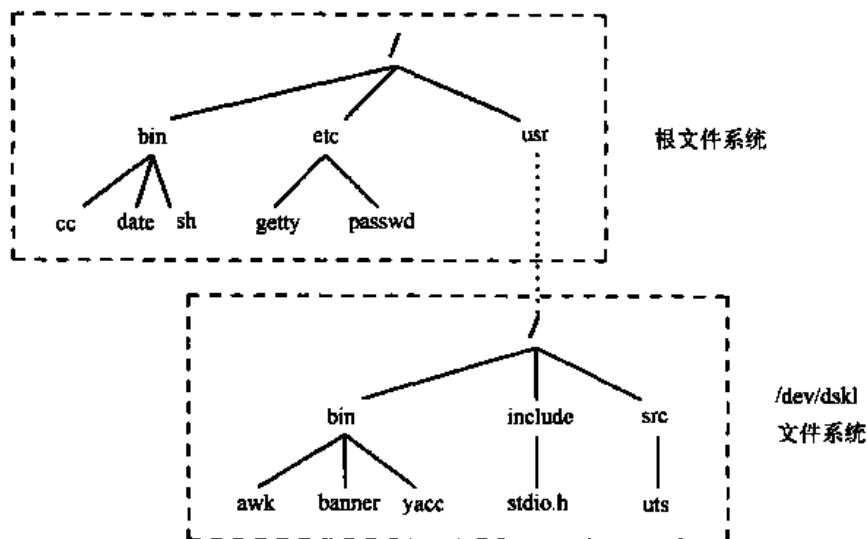 /
bin etc usr
根文件系统
cc date sh getty passwd
/
bin include src
/dev/dskl
文件系统
awk banner yacc stdio.h uts